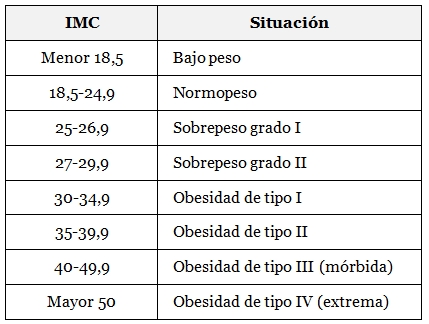 IMC Situación
Menor 18,5 Bajo peso
18,5-24,9 Normopeso
25-26,9 Sobrepeso grado I
27-29,9 Sobrepeso grado II
30-34,9 Obesidad de tipo I
35-39,9 Obesidad de tipo II
40-49,9 Obesidad de tipo III (mórbida)
Mayor 50 Obesidad de tipo IV (extrema)